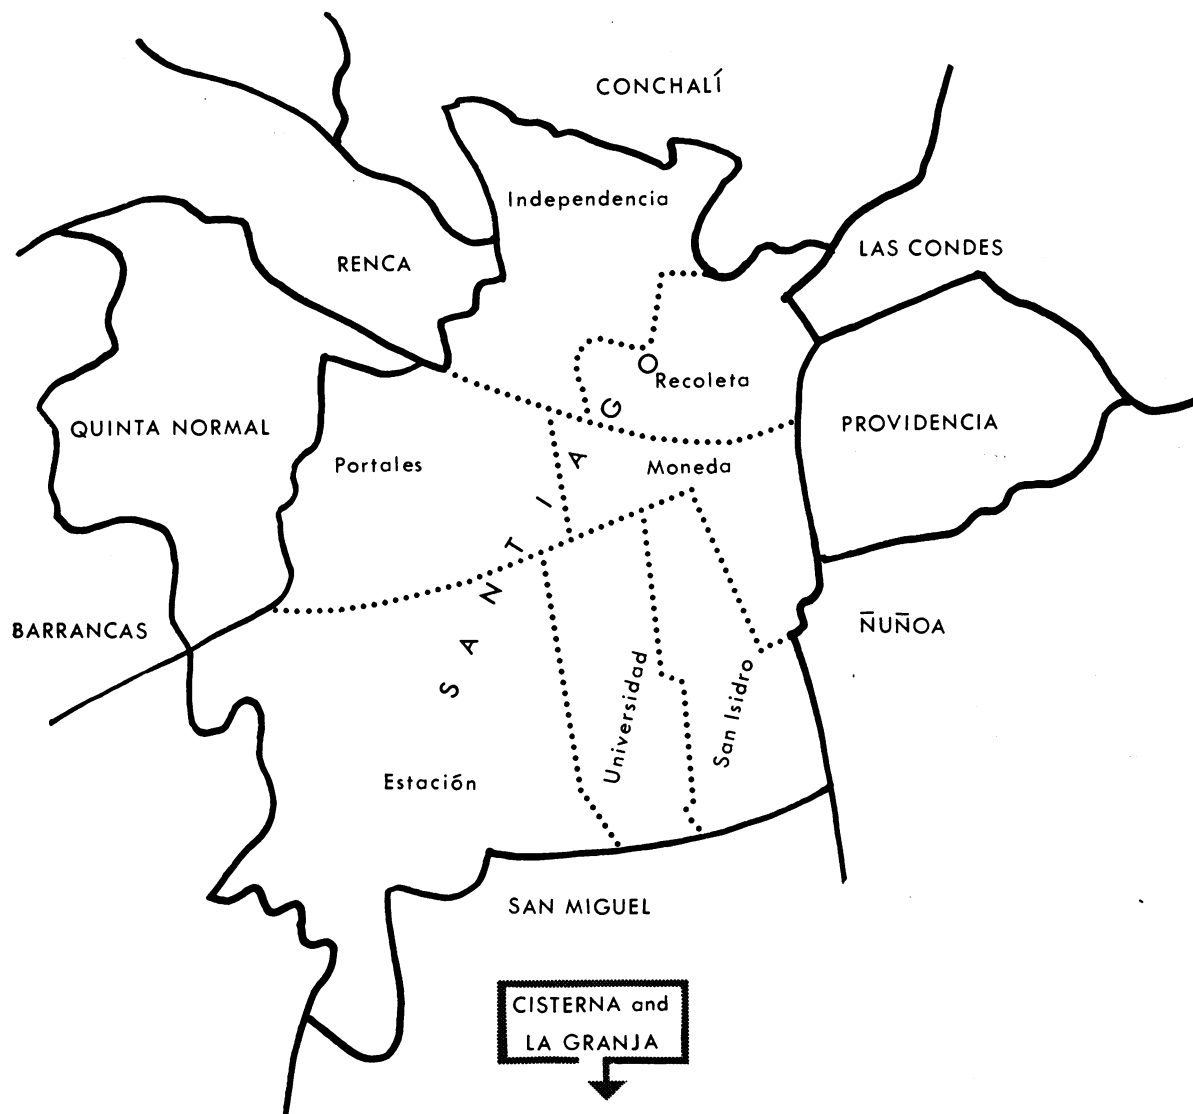 CONCHALÍ
Independencia
LAS CONDES
RENCA
Recoleta
QUINTA NORMAL
PROVIDENCIA
Portales
Moneda
SANTIAGO
BARRANCAS
ÑUÑOA
Universidad
San Isidro
Estación
SAN MIGUEL
CISTERNA and
LA GRANJA